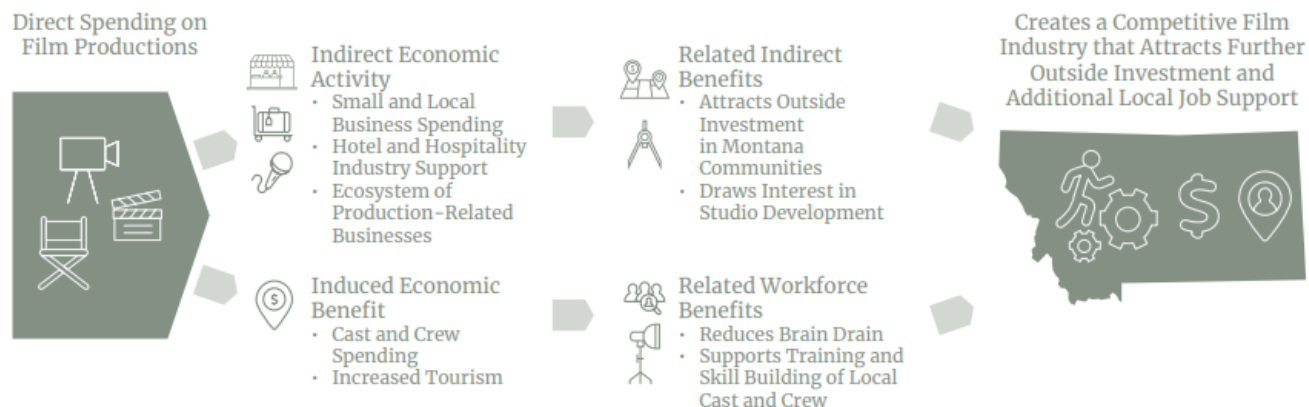 Direct Spending on
Film Productions
Indirect Economic
Activity
• Small and Local
Business Spending
• Hotel and Hospitality
Industry Support
• Ecosystem of
Production-Related
Businesses
Related Indirect
Benefits
• Attracts Outside
Investment
in Montana
Communities
• Draws Interest in
Studio Development
Creates a Competitive Film
Industry that Attracts Further
Outside Investment and
Additional Local Job Support
$
Induced Economic
Benefit
• Cast and Crew
Spending
• Increased Tourism
Related Workforce
Benefits
• Reduces Brain Drain
• Supports Training and
Skill Building of Local
Cast and Crew